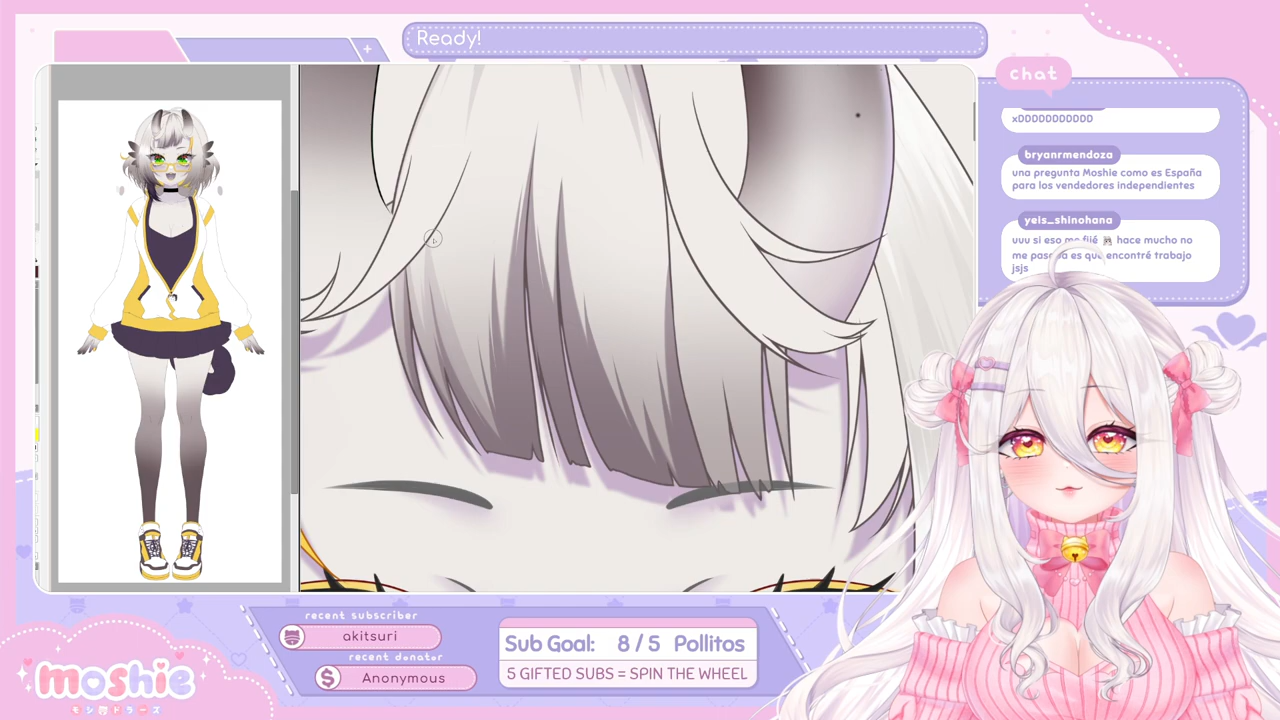 Ready!
+
chat
xDDDDDDDDDDD
bryanrmendoza
una pregunta Moshie como es España
para los vendedores independientes
yeis_shinohana
uuu si eso me fijé hace mucho no
me pasaba es que encontré trabajo
jsjs
recent subscriber
akitsuri
recent donator
$ Anonymous
Sub Goal: 8 / 5 Pollitos
5 GIFTED SUBS = SPIN THE WHEEL
moshie